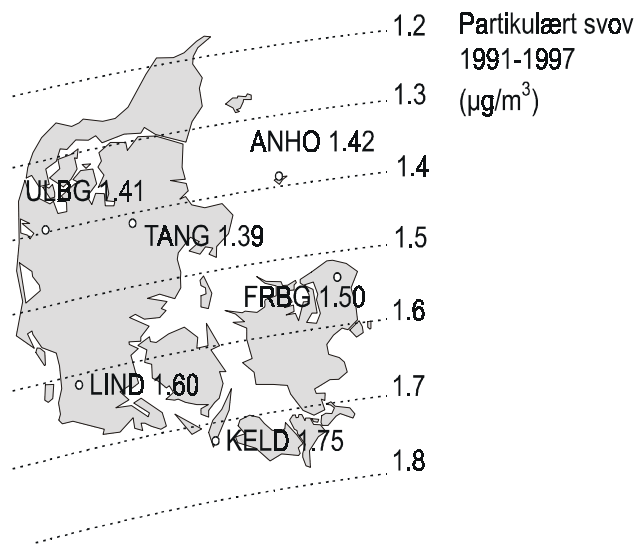 1.2
Partikulært svov
1991-1997
(µg/m³)
1.3
ANHO 1.42
1.4
ULBG 1.41
TANG 1.39
1.5
FRBG 1.50
1.6
LIND 1.60
1.7
KELD 1.75
1.8